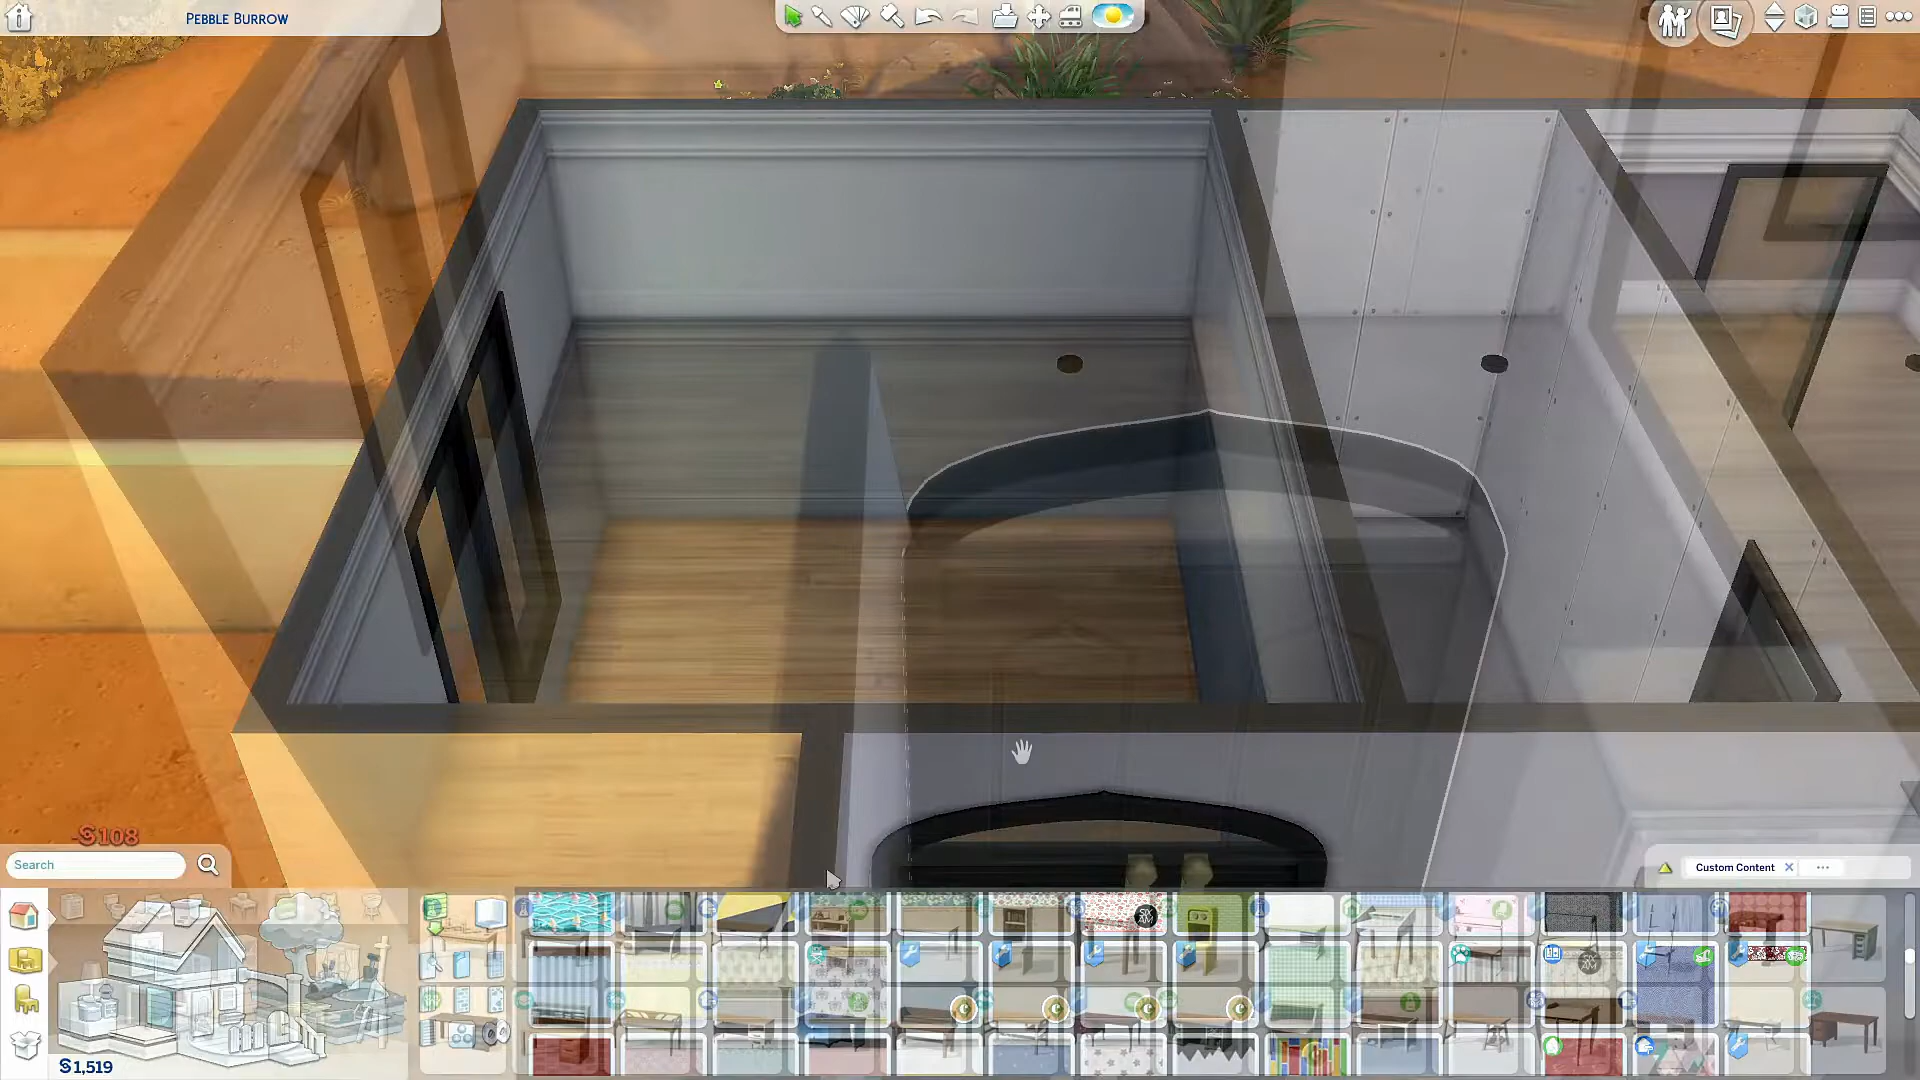 PEBBLE BURROW
-§108
Search
Custom Content
§1,519